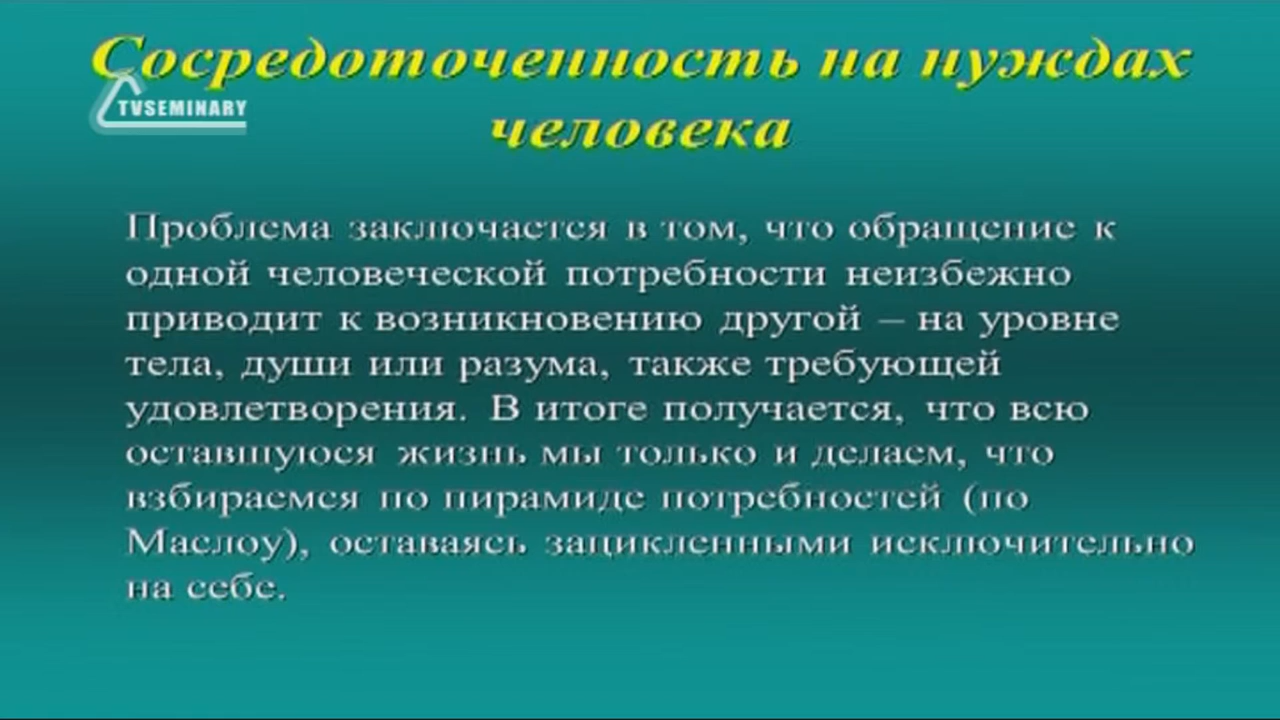 Сосредоточенность на нуждах
человека
TVSEMINARY
Проблема заключается в том, что обращение к
одной человеческой потребности неизбежно
приводит к возникновению другой – на уровне
тела, души или разума, также требующей
удовлетворения. В итоге получается, что всю
оставшуюся жизнь мы только и делаем, что
взбираемся по пирамиде потребностей (по
Маслоу), оставаясь зацикленными исключительно
на себе.